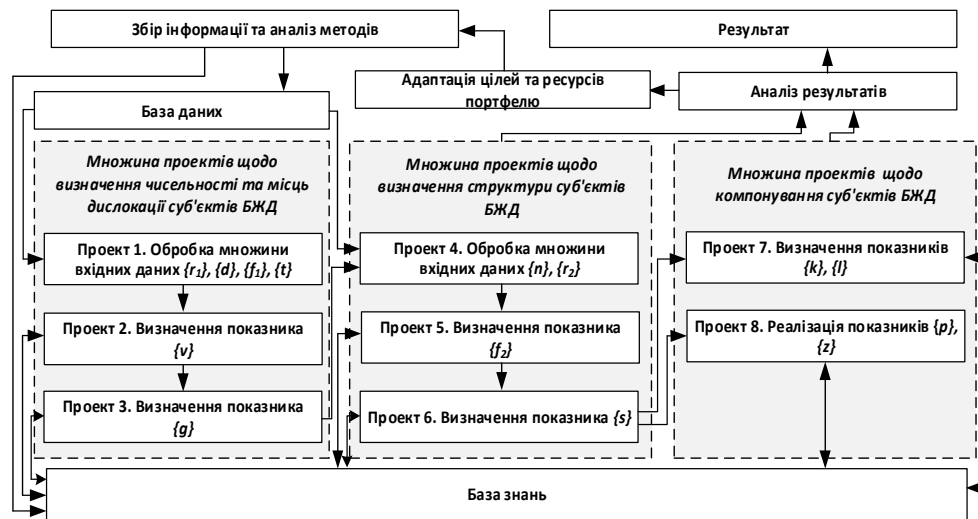 Збір інформації та аналіз методів
Результат
Адаптація цілей та ресурсів
портфелю
Аналіз результатів
База даних
Множина проектів щодо
визначення чисельності та місць
дислокації суб'єктів БЖД
Проект 1. Обробка множини
вхідних даних {r₁}, {d}, {f₁}, {t}
Проект 2. Визначення показника
{v}
Проект 3. Визначення показника
{g}
Множина проектів щодо
визначення структури суб'єктів
БЖД
Проект 4. Обробка множини
вхідних даних {n}, {r₂}
Проект 5. Визначення показника
{f₂}
Проект 6. Визначення показника {s}
Множина проектів щодо
компонування суб'єктів БЖД
Проект 7. Визначення показників
{k}, {l}
Проект 8. Реалізація показників {p},
{z}
База знань